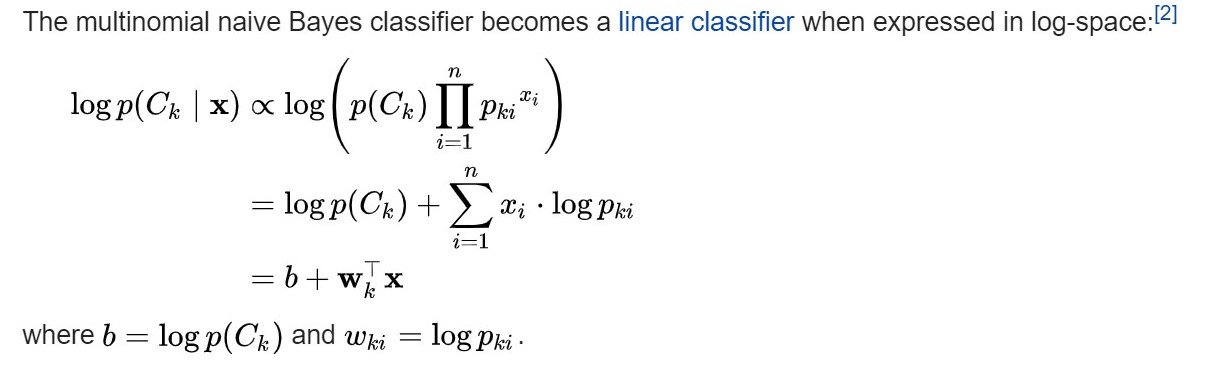 The multinomial naive Bayes classifier becomes a linear classifier when expressed in log-space:[2]
log p(C_k | x) ∝ log( p(C_k) ∏_{i=1}^{n} p_{ki}^{x_i} )
= log p(C_k) + ∑_{i=1}^{n} x_i · log p_{ki}
= b + w_k^⊤ x
where b = log p(C_k) and w_{ki} = log p_{ki}.